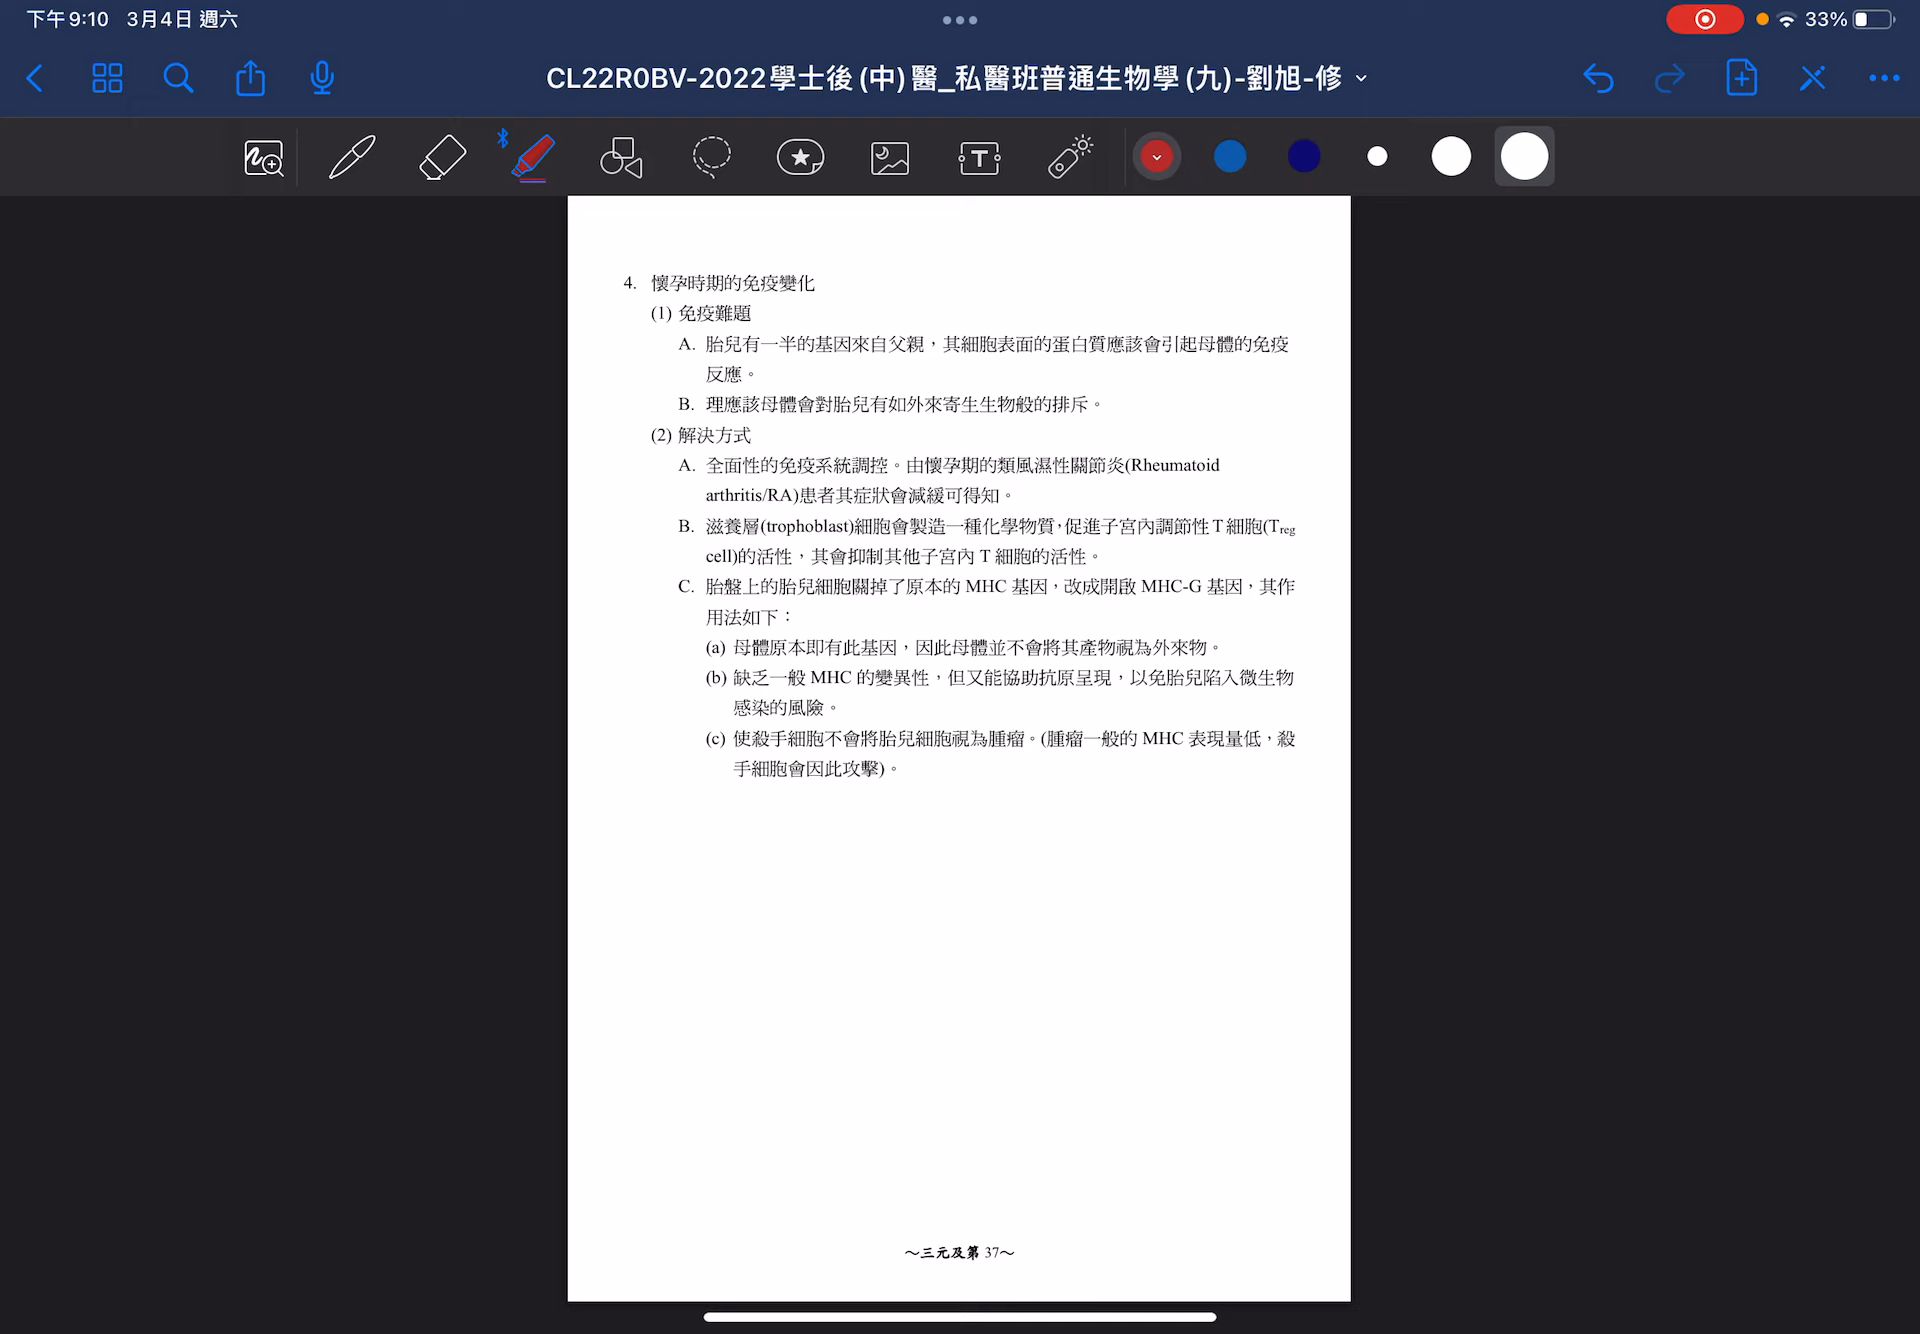 下午9:10 3月4日 週六
33%
CL22R0BV-2022學士後(中)醫_私醫班普通生物學(九)-劉旭-修
4. 懷孕時期的免疫變化
(1) 免疫難題
A. 胎兒有一半的基因來自父親，其細胞表面的蛋白質應該會引起母體的免疫
反應。
B. 理應該母體會對胎兒有如外來寄生生物般的排斥。
(2) 解決方式
A. 全面性的免疫系統調控。由懷孕期的類風濕性關節炎(Rheumatoid
arthritis/RA)患者其症狀會減緩可得知。
B. 滋養層(trophoblast)細胞會製造一種化學物質，促進子宮內調節性T細胞(Treg
cell)的活性，其會抑制其他子宮內 T 細胞的活性。
C. 胎盤上的胎兒細胞關掉了原本的 MHC 基因，改成開啟 MHC-G 基因，其作
用法如下：
(a) 母體原本即有此基因，因此母體並不會將其產物視為外來物。
(b) 缺乏一般 MHC 的變異性，但又能協助抗原呈現，以免胎兒陷入微生物
感染的風險。
(c) 使殺手細胞不會將胎兒細胞視為腫瘤。(腫瘤一般的 MHC 表現量低，殺
手細胞會因此攻擊)。
～三元及第 37～